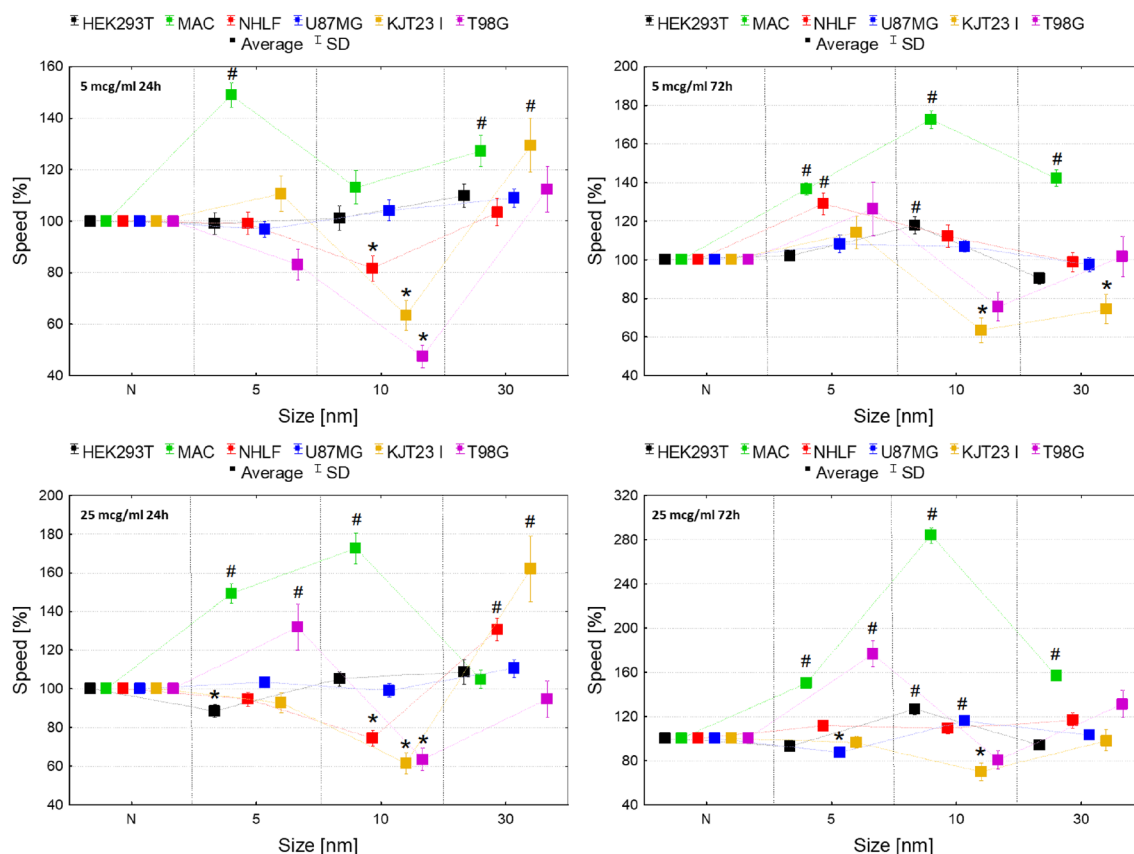 HEK293T MAC NHLF U87MG KJT23 I T98G
Average SD
5 mcg/ml 24h
Speed [%]
160
140
120
100
80
60
40
#
#
#
*
*
*
N 5 10 30
Size [nm]
HEK293T MAC NHLF U87MG KJT23 I T98G
Average SD
5 mcg/ml 72h
Speed [%]
200
180
160
140
120
100
80
60
40
#
#
#
#
#
*
*
N 5 10 30
Size [nm]
HEK293T MAC NHLF U87MG KJT23 I T98G
Average SD
25 mcg/ml 24h
Speed [%]
200
180
160
140
120
100
80
60
40
#
#
#
#
#
*
*
*
*
N 5 10 30
Size [nm]
HEK293T MAC NHLF U87MG KJT23 I T98G
Average SD
25 mcg/ml 72h
Speed [%]
320
280
240
200
160
120
80
40
#
#
#
#
#
#
*
*
N 5 10 30
Size [nm]